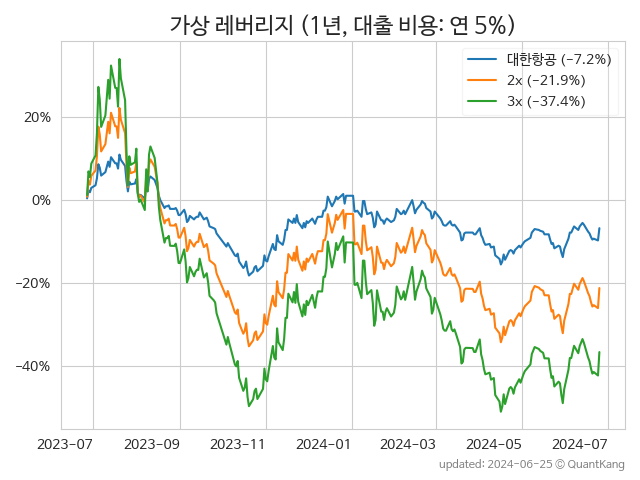 가상 레버리지 (1년, 대출 비용: 연 5%)
대한항공 (−7.2%)
2x (−21.9%)
3x (−37.4%)
20%
0%
−20%
−40%
2023-07 2023-09 2023-11 2024-01 2024-03 2024-05 2024-07
updated: 2024-06-25 © QuantKang